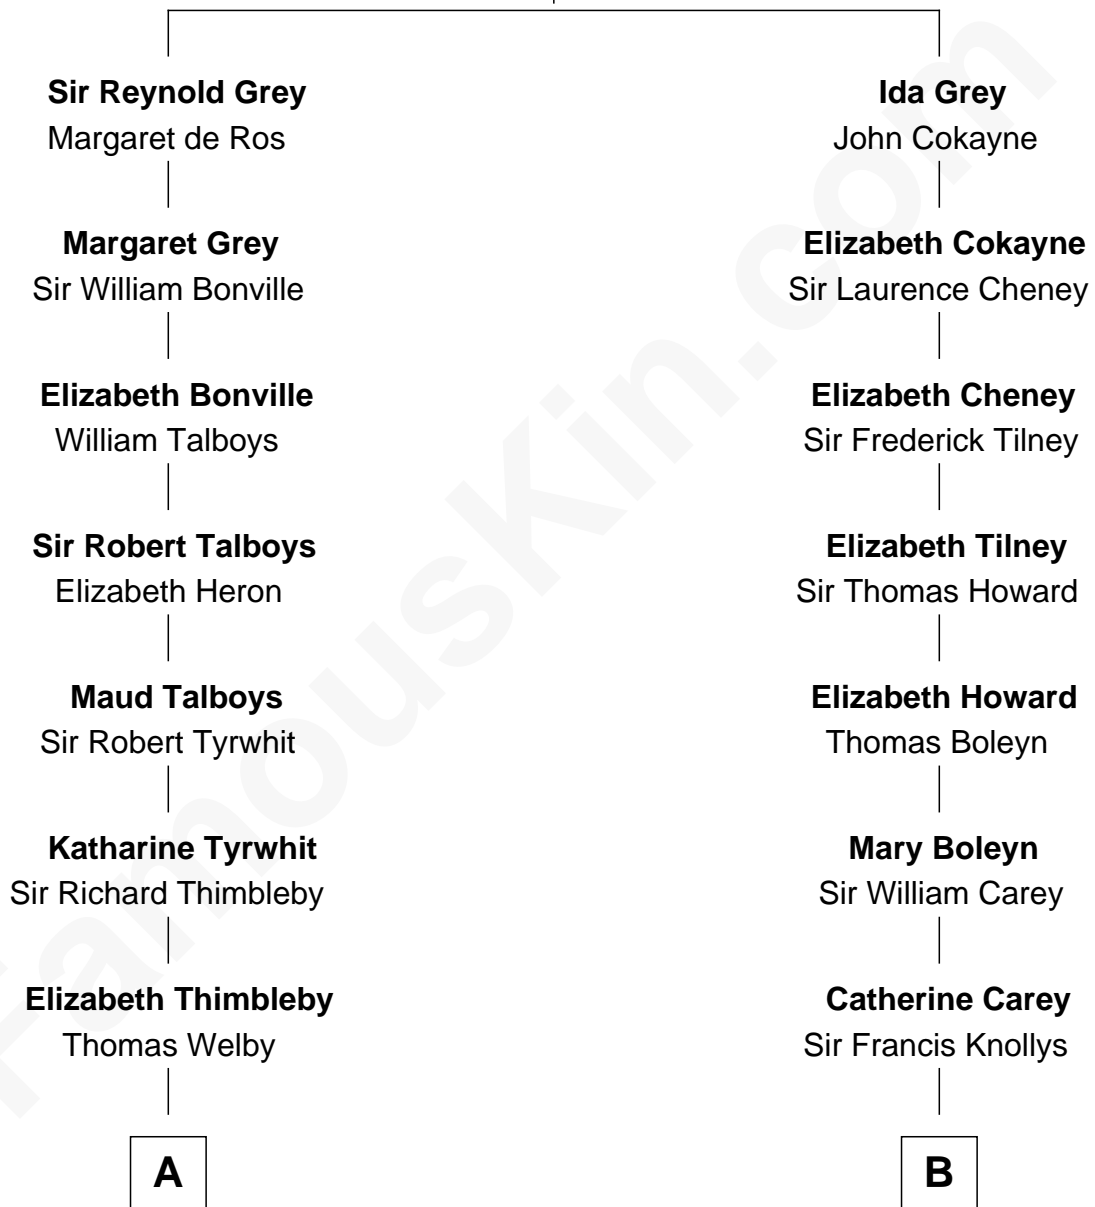 Sir Reynold Grey
Margaret de Ros
Margaret Grey
Sir William Bonville
Elizabeth Bonville
William Talboys
Sir Robert Talboys
Elizabeth Heron
Maud Talboys
Sir Robert Tyrwhit
Katharine Tyrwhit
Sir Richard Thimbleby
Elizabeth Thimbleby
Thomas Welby
A
Ida Grey
John Cokayne
Elizabeth Cokayne
Sir Laurence Cheney
Elizabeth Cheney
Sir Frederick Tilney
Elizabeth Tilney
Sir Thomas Howard
Elizabeth Howard
Thomas Boleyn
Mary Boleyn
Sir William Carey
Catherine Carey
Sir Francis Knollys
B
FamousKin.com